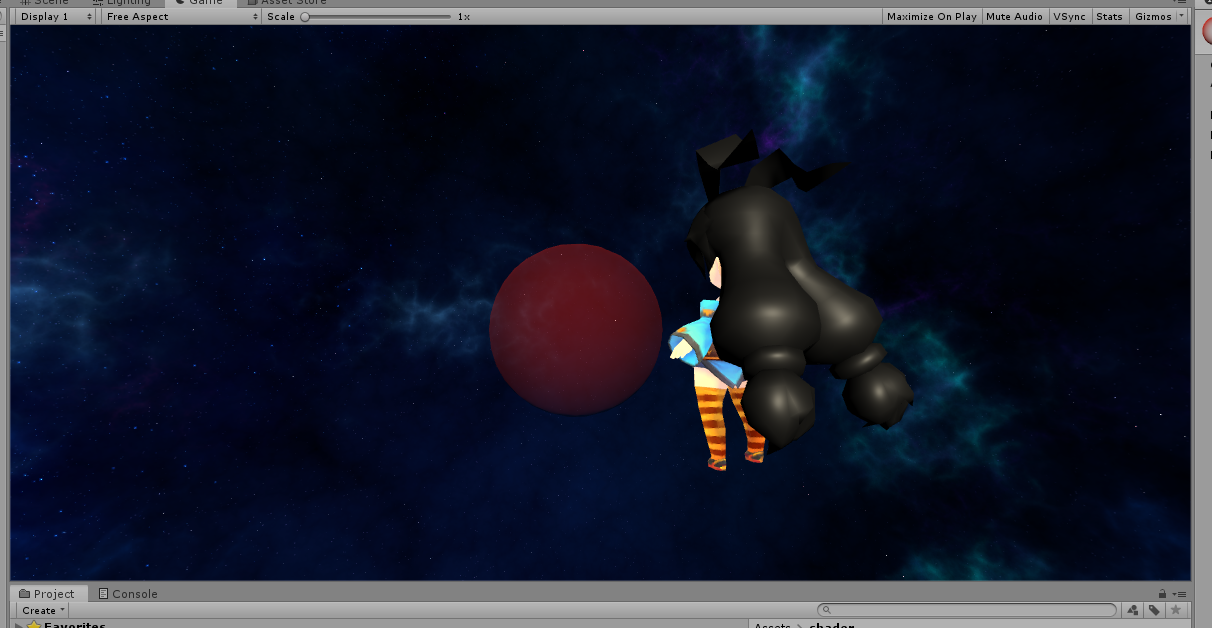 Scene Lighting Game Asset Store
Display 1 Free Aspect Scale 1x Maximize On Play Mute Audio VSync Stats Gizmos
Project Console
Create
Favorites Assets > shader